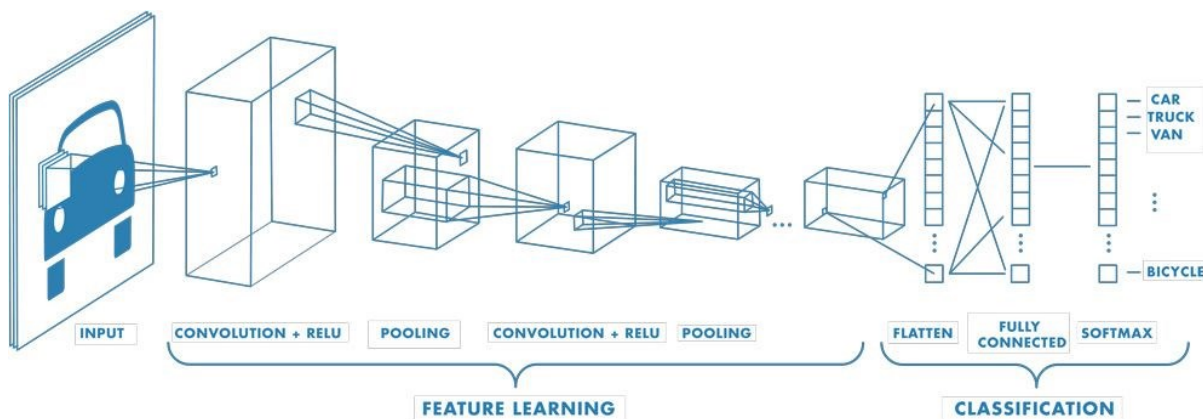 CAR
TRUCK
VAN
BICYCLE
INPUT
CONVOLUTION + RELU
POOLING
CONVOLUTION + RELU
POOLING
FLATTEN
FULLY
CONNECTED
SOFTMAX
FEATURE LEARNING
CLASSIFICATION